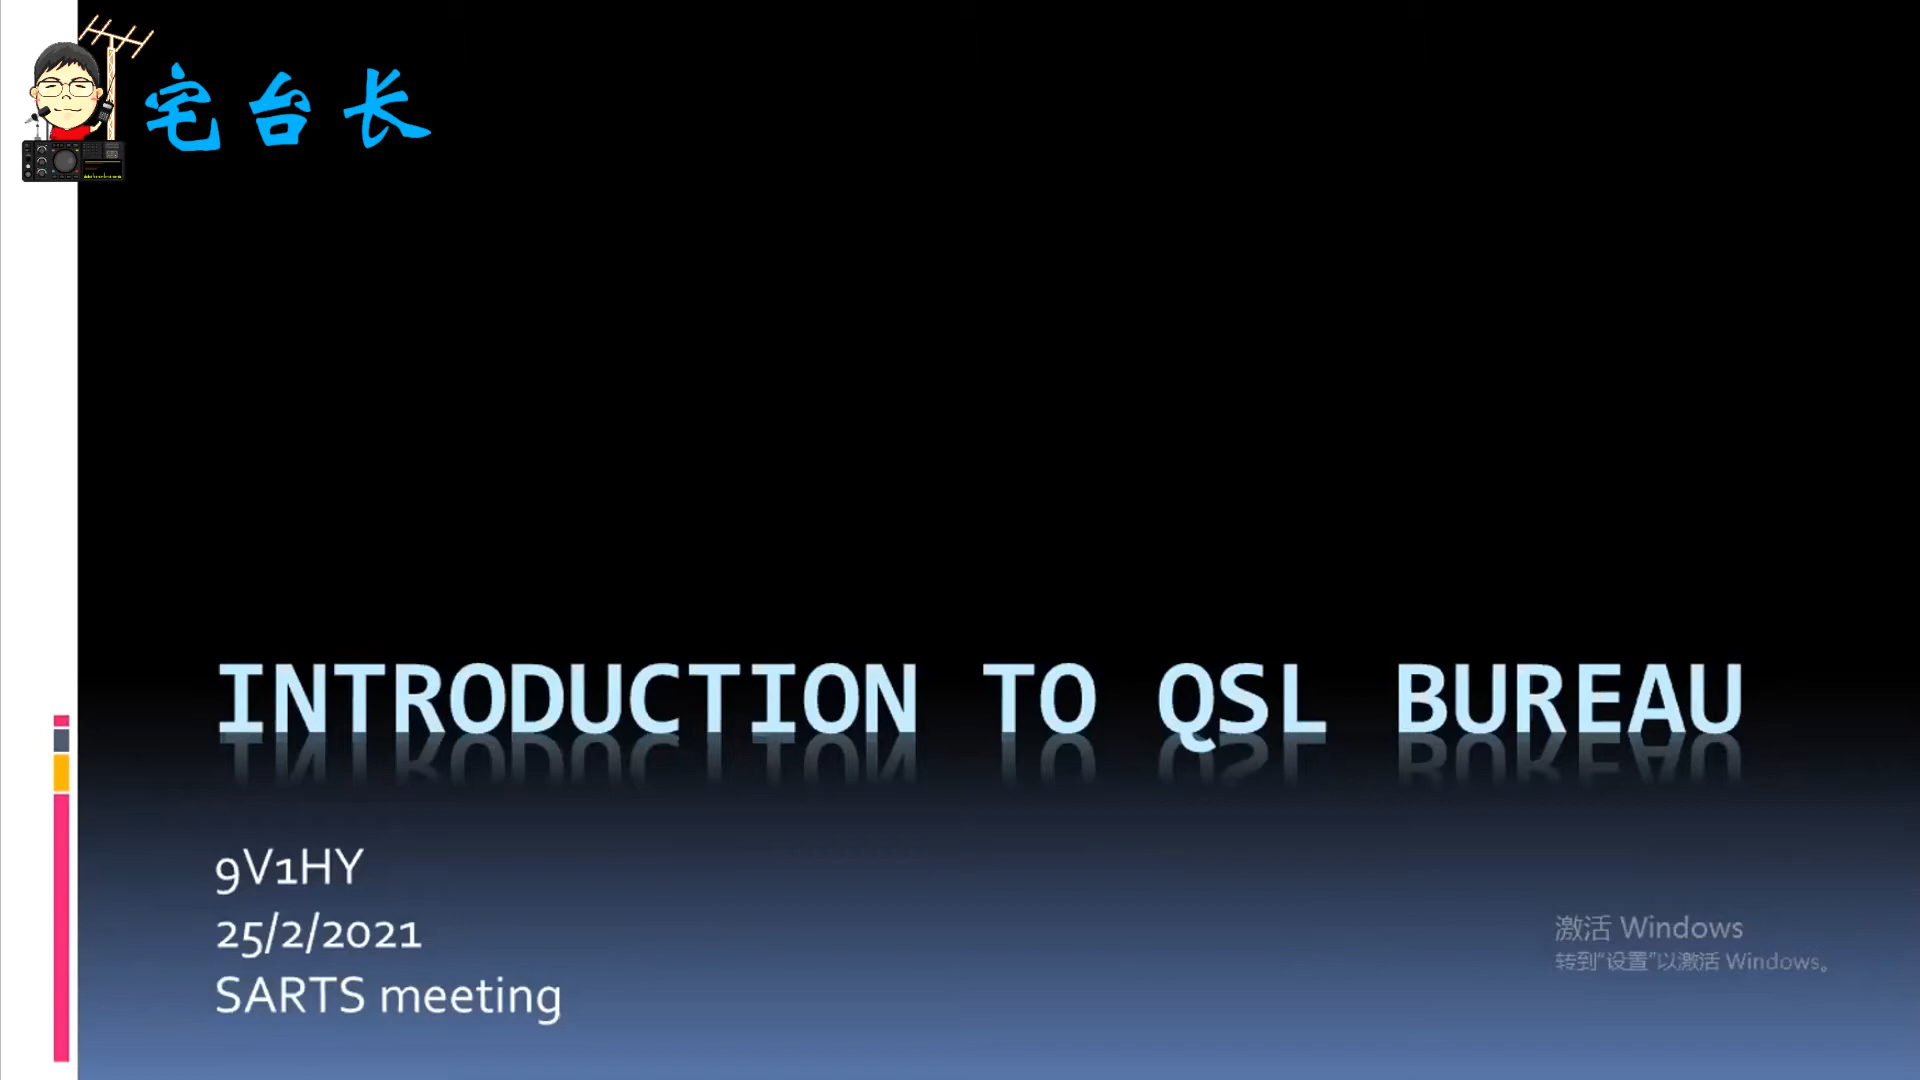 宅台长
INTRODUCTION TO QSL BUREAU
9V1HY
25/2/2021
SARTS meeting
激活 Windows
转到“设置”以激活 Windows。